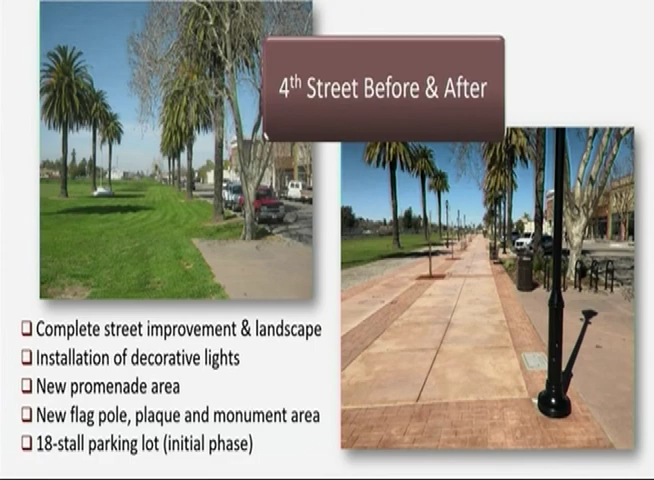 4th Street Before & After
Complete street improvement & landscape
Installation of decorative lights
New promenade area
New flag pole, plaque and monument area
18-stall parking lot (initial phase)